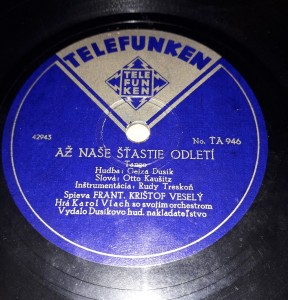 TELEFUNKEN
TELE
FUN
KEN
42943
No. TA 946
AŽ NAŠE ŠŤASTIE ODLETÍ
Tango
Hudba: Gejza Dusík
Slová: Otto Kaušitz
Inštrumentácia: Rudy Treskoň
Spieva FRANT. KRIŠTOF VESELÝ
Hrá Karol Vlach so svojím orchestrom
Vydalo Dusíkovo hud. nakladateľstvo